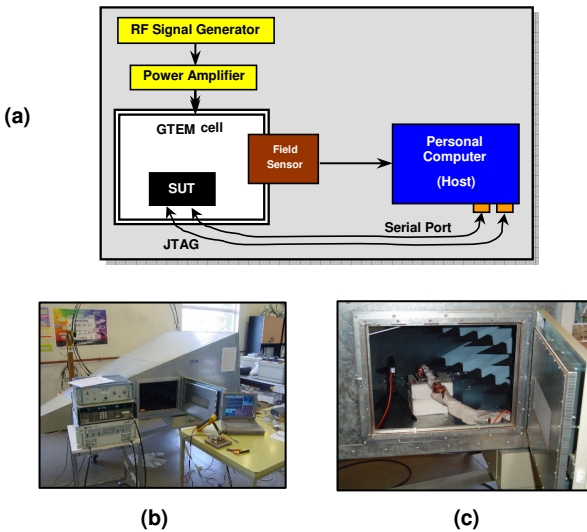 RF Signal Generator
Power Amplifier
(a)
GTEM cell
Field
Sensor
Personal
Computer
(Host)
SUT
Serial Port
JTAG
(b)
(c)